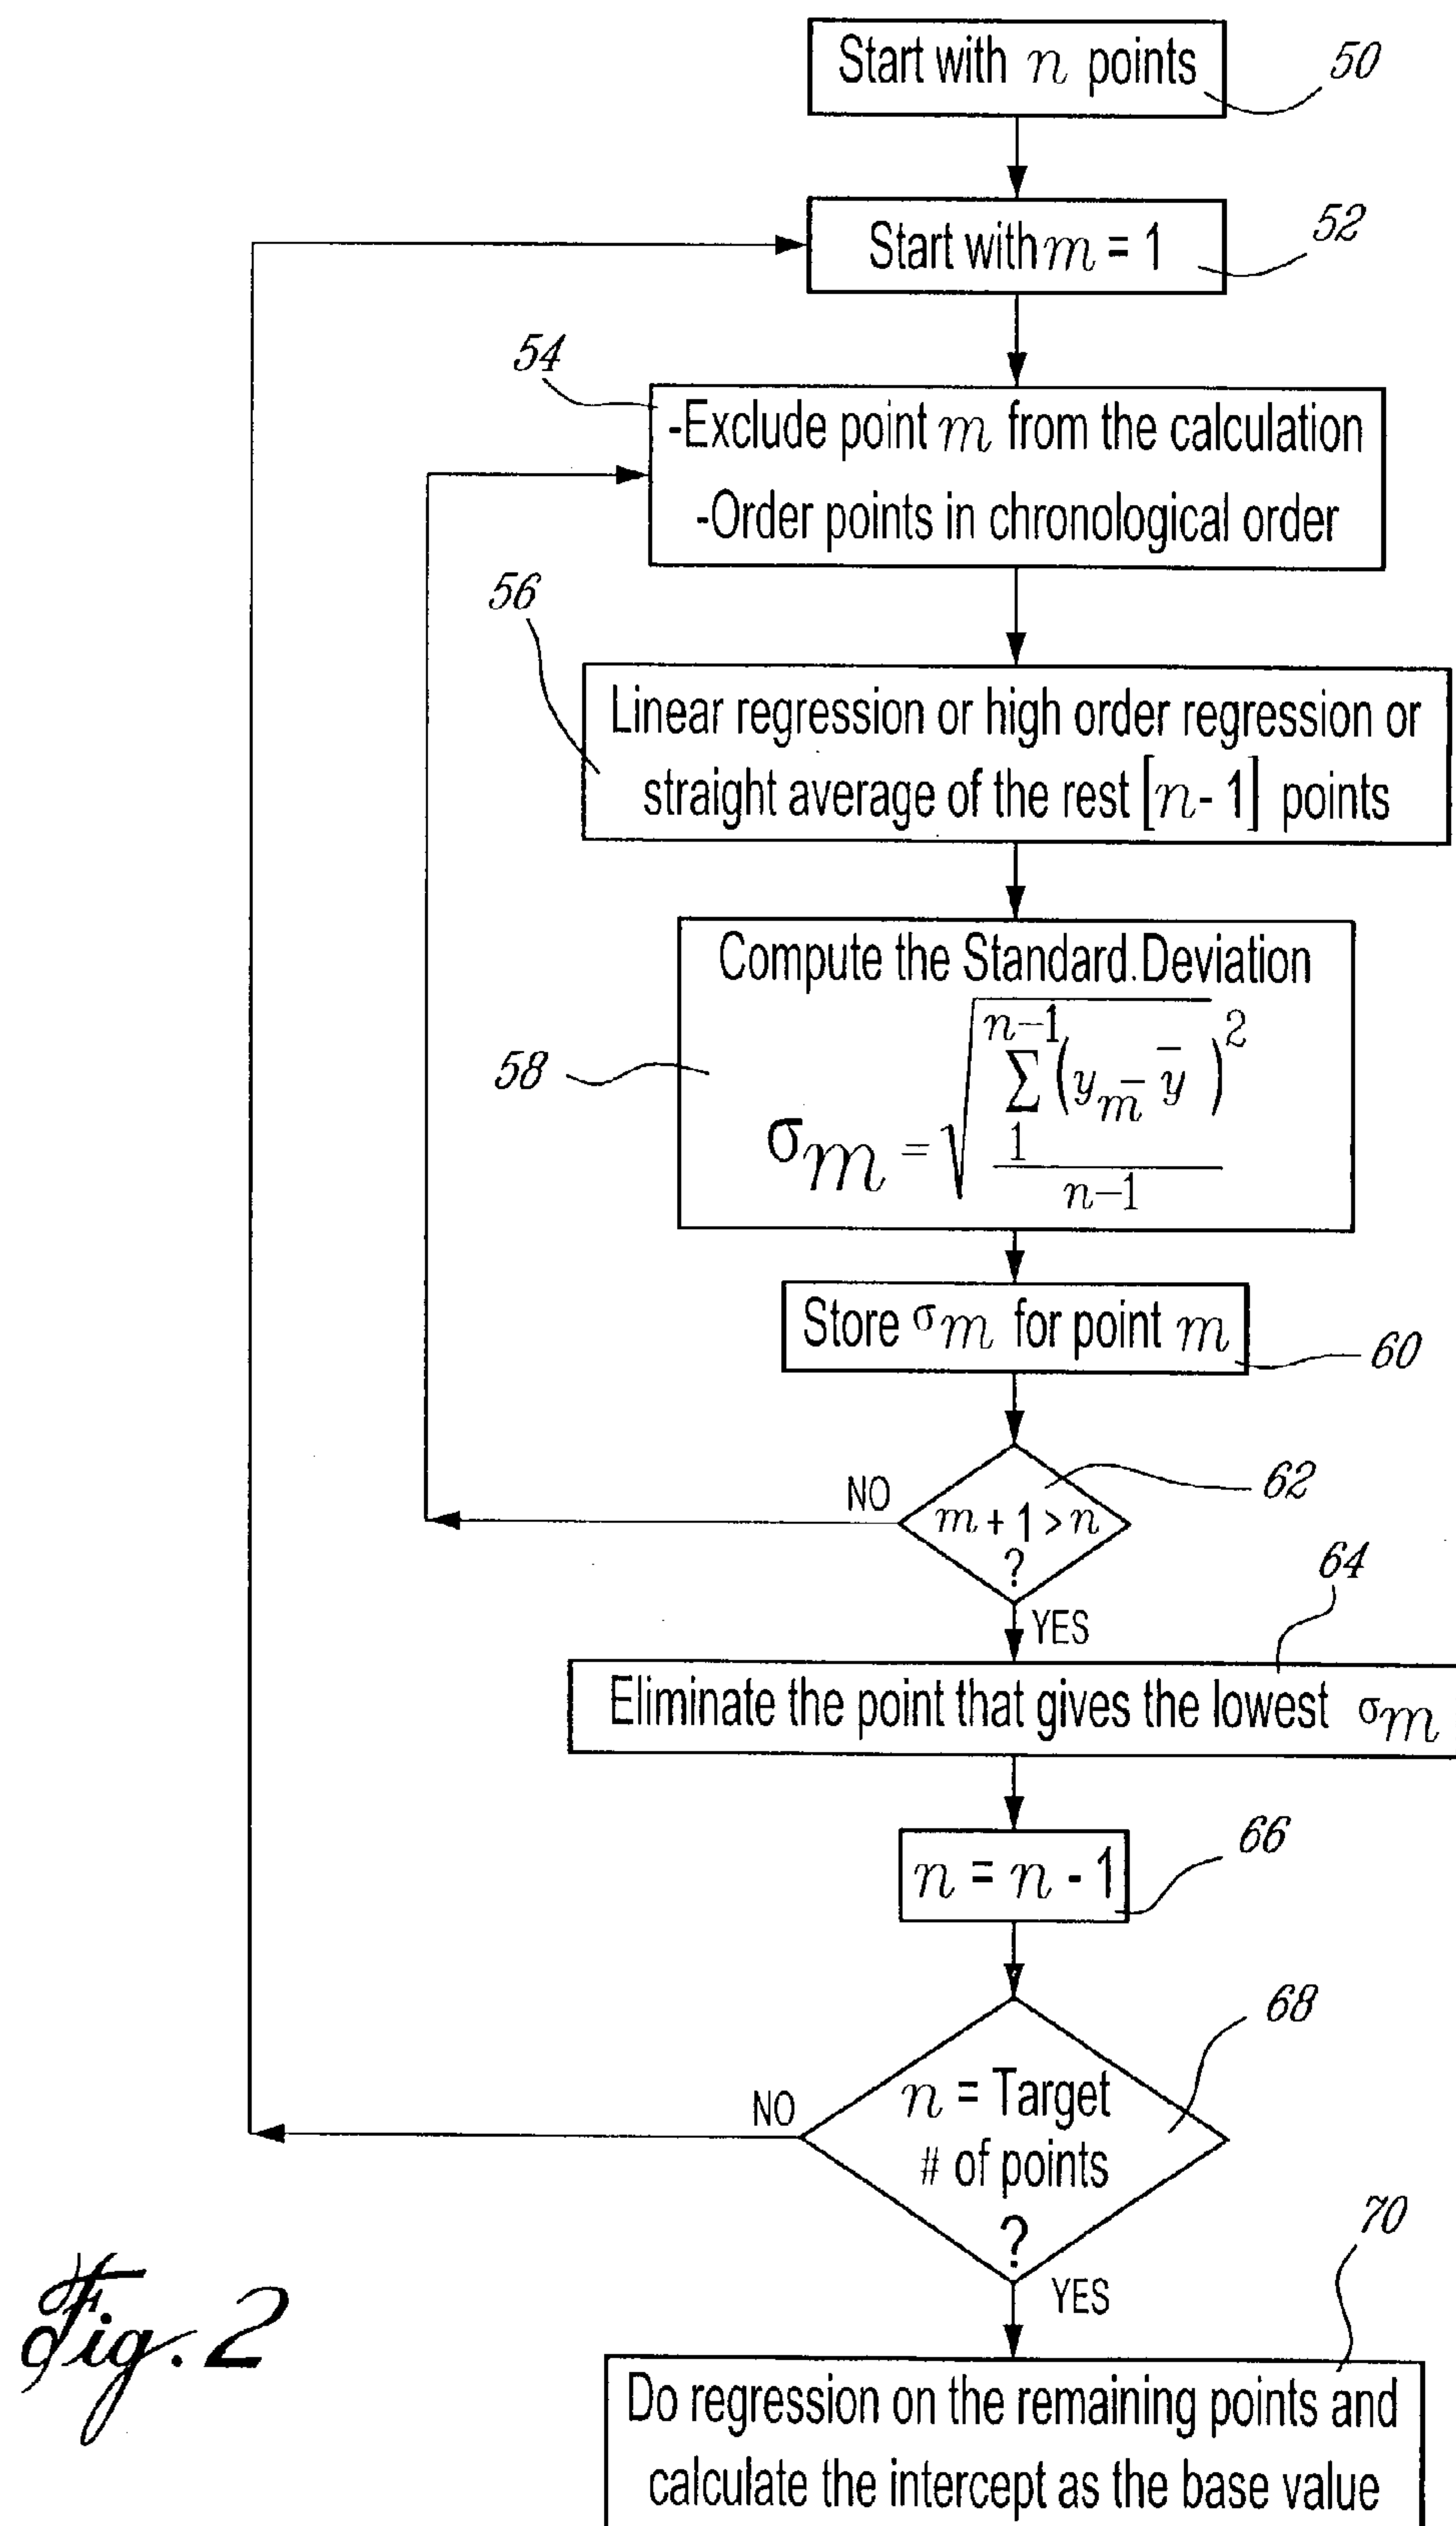 Start with n points
50
Start with m = 1
52
54
-Exclude point m from the calculation
-Order points in chronological order
56
Linear regression or high order regression or
straight average of the rest [n- 1] points
Compute the Standard.Deviation
58
σm = √ n-1 Σ 1 (ym - ȳ)2 / n-1
Store σm for point m
60
62
NO
m + 1 > n
?
YES
64
Eliminate the point that gives the lowest σm
66
n = n - 1
68
NO
n = Target
# of points
?
YES
70
Do regression on the remaining points and
calculate the intercept as the base value
Fig. 2